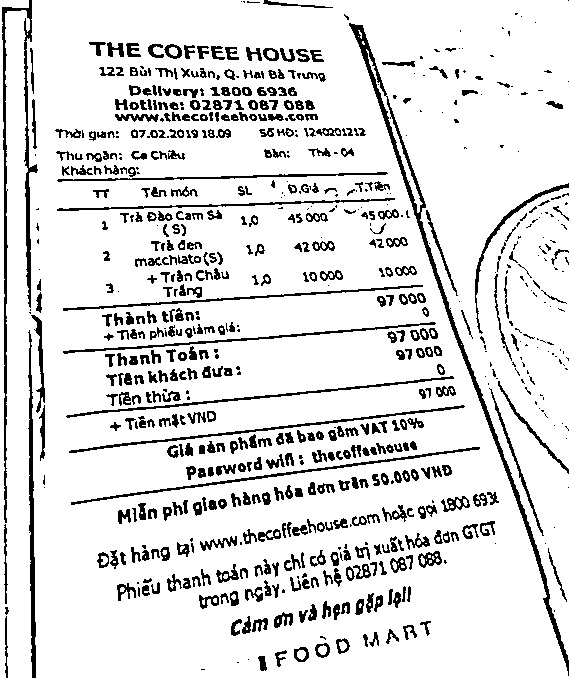 THE COFFEE HOUSE
122 Bùi Thị Xuân, Q. Hai Bà Trưng
Delivery: 1800 6936
Hotline: 02871 087 088
www.thecoffeehouse.com
Thời gian: 07.02.2019 18.09 Số HĐ: 1240201212
Thu ngân: Ca Chiều Bàn: Thẻ - 04
Khách hàng:
TT Tên món SL Đ.Giá T.Tiền
1 Trà Đào Cam Sả (S) 1,0 45 000 45 000
2 Trà đen macchiato (S) 1,0 42 000 42 000
3 + Trân Châu Trắng 1,0 10 000 10 000
Thành tiền: 97 000
+ Tiền phiếu giảm giá: 0
Thanh Toán : 97 000
Tiền khách đưa : 97 000
Tiền thừa : 0
+ Tiền mặt VND 97 000
Giá sản phẩm đã bao gồm VAT 10%
Password wifi : thecoffeehouse
Miễn phí giao hàng hóa đơn trên 50.000 VND
Đặt hàng tại www.thecoffeehouse.com hoặc gọi 1800 6936
Phiếu thanh toán này chỉ có giá trị xuất hóa đơn GTGT
trong ngày. Liên hệ 02871 087 088.
Cảm ơn và hẹn gặp lại!
FOOD MART